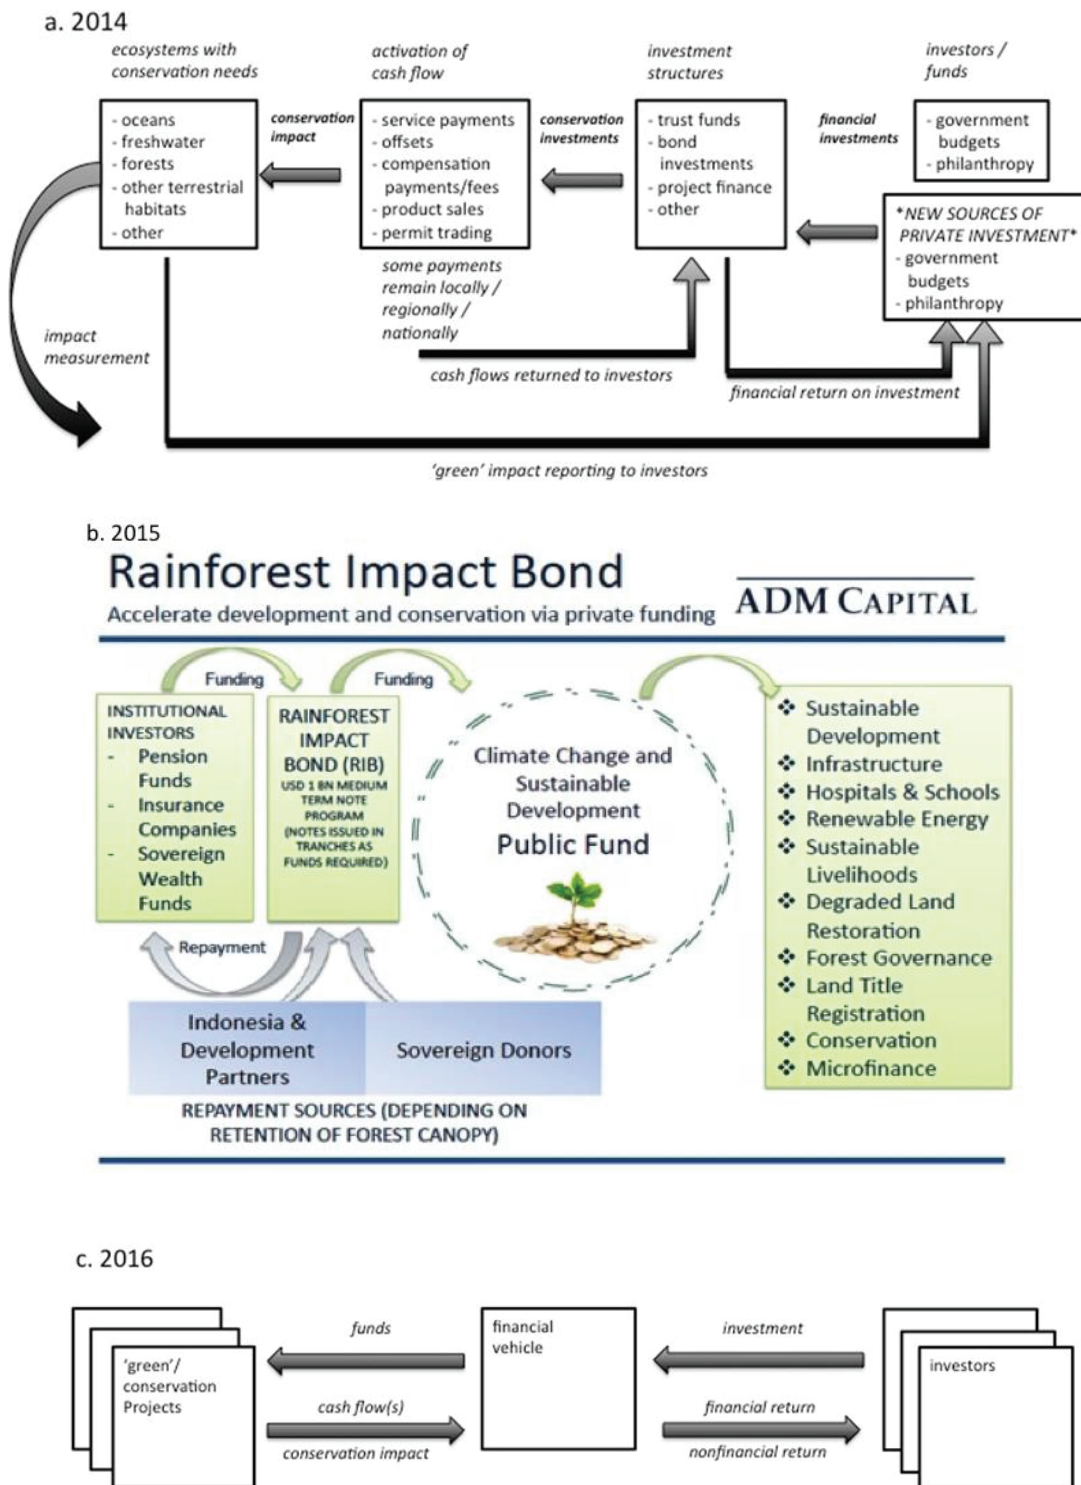 a. 2014
ecosystems with
conservation needs
activation of
cash flow
investment
structures
investors /
funds
- oceans
- freshwater
- forests
- other terrestrial
habitats
- other
conservation
impact
- service payments
- offsets
- compensation
payments/fees
- product sales
- permit trading
conservation
investments
- trust funds
- bond
investments
- project finance
- other
financial
investments
- government
budgets
- philanthropy
*NEW SOURCES OF
PRIVATE INVESTMENT*
- government
budgets
- philanthropy
some payments
remain locally /
regionally /
nationally
impact
measurement
cash flows returned to investors
financial return on investment
'green' impact reporting to investors
b. 2015
Rainforest Impact Bond
Accelerate development and conservation via private funding
ADM CAPITAL
Funding
Funding
INSTITUTIONAL
INVESTORS
- Pension
Funds
- Insurance
Companies
- Sovereign
Wealth
Funds
RAINFOREST
IMPACT
BOND (RIB)
USD 1 BN MEDIUM
TERM NOTE
PROGRAM
(NOTES ISSUED IN
TRANCHES AS
FUNDS REQUIRED)
Climate Change and
Sustainable
Development
Public Fund
❖ Sustainable
Development
❖ Infrastructure
❖ Hospitals & Schools
❖ Renewable Energy
❖ Sustainable
Livelihoods
❖ Degraded Land
Restoration
❖ Forest Governance
❖ Land Title
Registration
❖ Conservation
❖ Microfinance
Repayment
Indonesia &
Development
Partners
Sovereign Donors
REPAYMENT SOURCES (DEPENDING ON
RETENTION OF FOREST CANOPY)
c. 2016
'green'/
conservation
Projects
funds
cash flow(s)
conservation impact
financial
vehicle
investment
financial return
nonfinancial return
investors